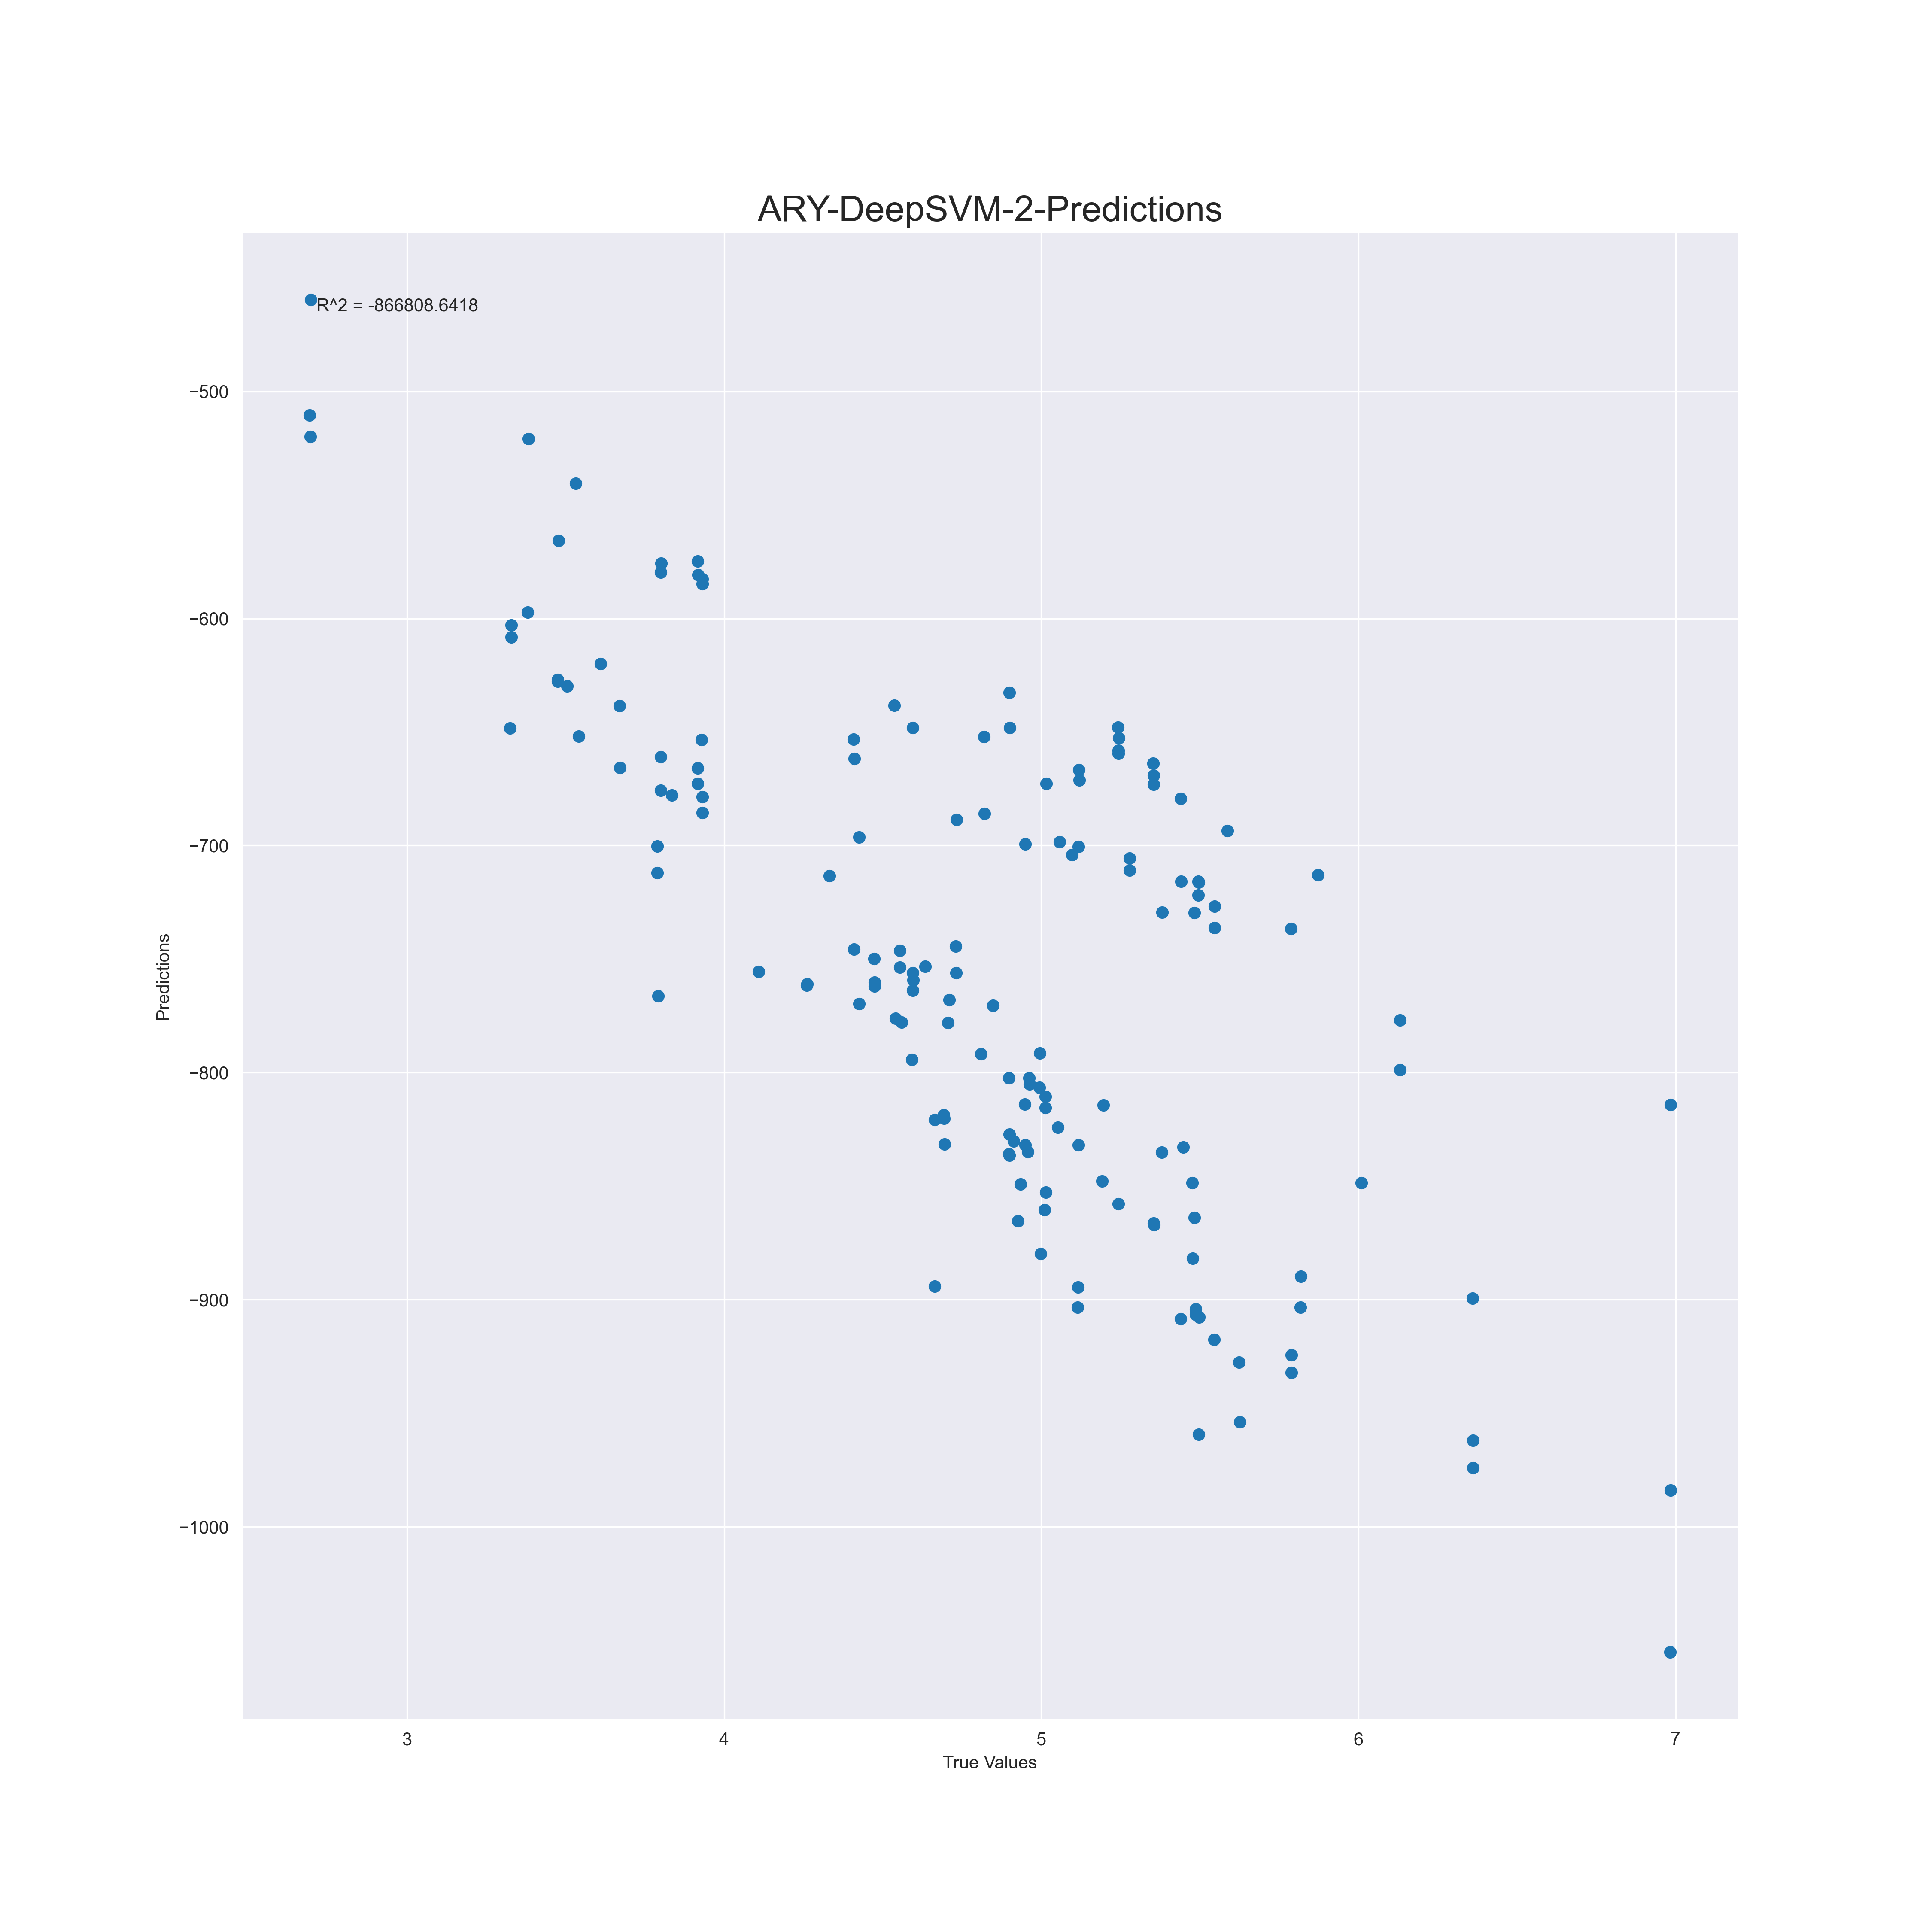 ARY-DeepSVM-2-Predictions
R^2 = -866808.6418
−500
−600
−700
−800
−900
−1000
Predictions
3 4 5 6 7
True Values